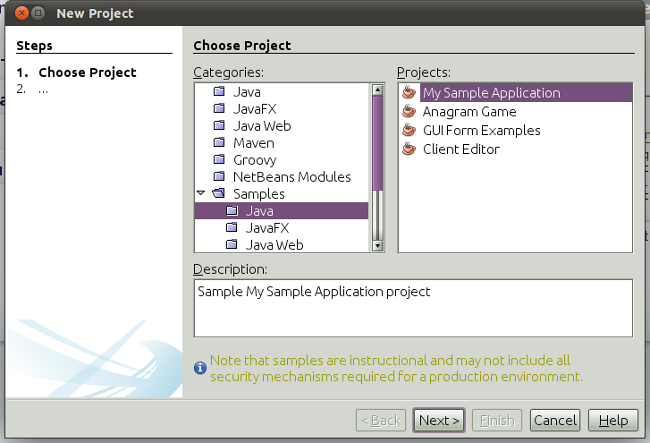 New Project
Steps
1. Choose Project
2. ...
Choose Project
Categories:
Java
JavaFX
Java Web
Maven
Groovy
NetBeans Modules
Samples
Java
JavaFX
Java Web
Projects:
My Sample Application
Anagram Game
GUI Form Examples
Client Editor
Description:
Sample My Sample Application project
Note that samples are instructional and may not include all
security mechanisms required for a production environment.
< Back
Next >
Finish
Cancel
Help